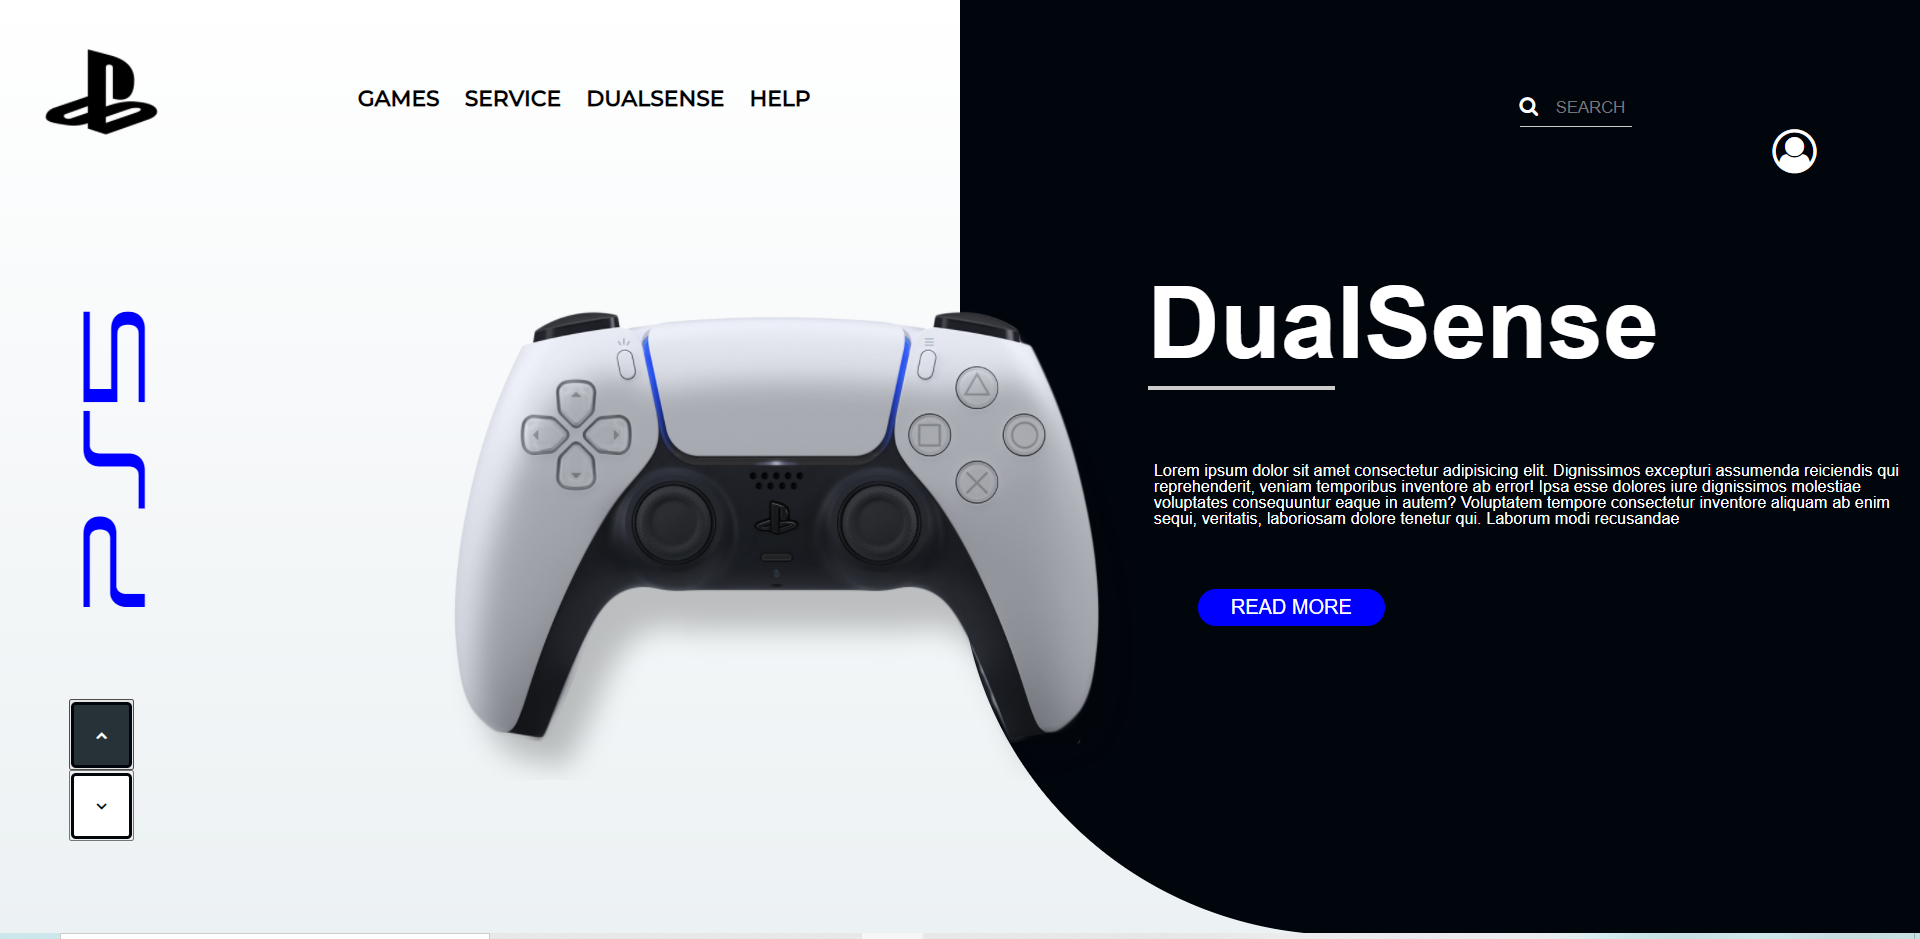 GAMES SERVICE DUALSENSE HELP
SEARCH
PS5
DualSense
Lorem ipsum dolor sit amet consectetur adipisicing elit. Dignissimos excepturi assumenda reiciendis qui
reprehenderit, veniam temporibus inventore ab error! Ipsa esse dolores iure dignissimos molestiae
voluptates consequuntur eaque in autem? Voluptatem tempore consectetur inventore aliquam ab enim
sequi, veritatis, laboriosam dolore tenetur qui. Laborum modi recusandae
READ MORE